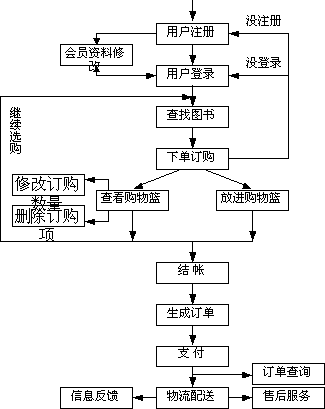 没注册
用户注册
会员资料修
改
没登录
用户登录
继续选购
查找图书
下单订购
修改订购
数量
查看购物篮
放进购物篮
删除订购
项
结 帐
生成订单
支 付
订单查询
信息反馈
物流配送
售后服务